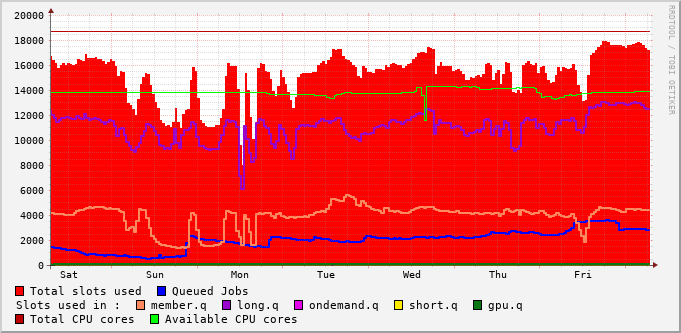 20000
18000
16000
14000
12000
10000
8000
6000
4000
2000
0
Sat Sun Mon Tue Wed Thu Fri
Total slots used Queued Jobs
Slots used in : member.q long.q ondemand.q short.q gpu.q
Total CPU cores Available CPU cores
RRDTOOL / TOBI OETIKER